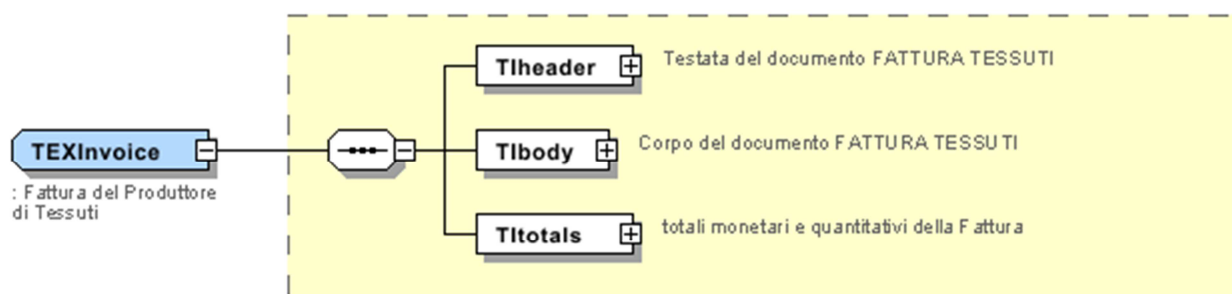 TIheader
Testata del documento FATTURA TESSUTI
TEXInvoice
TIbody
Corpo del documento FATTURA TESSUTI
: Fattura del Produttore
di Tessuti
TItotals
totali monetari e quantitativi della Fattura